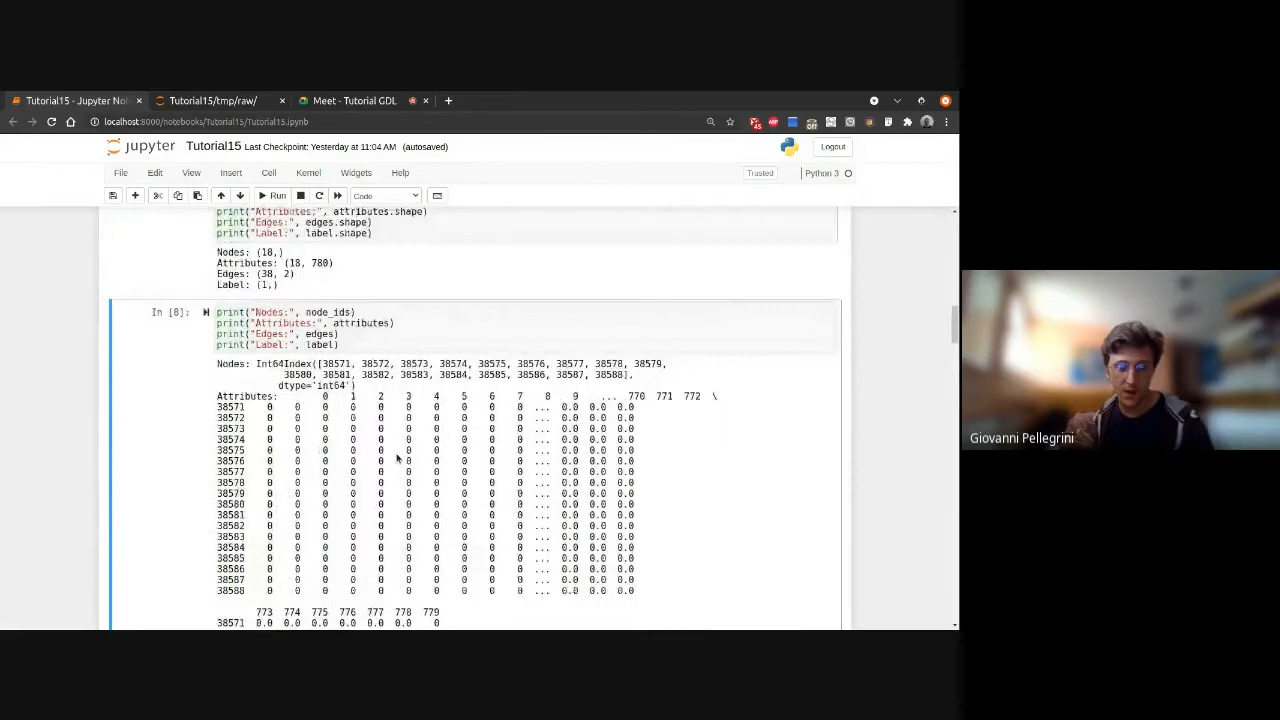 Tutorial15 - Jupyter No
Tutorial15/tmp/raw/
Meet - Tutorial GDL
localhost:8000/notebooks/Tutorial15/Tutorial15.ipynb
45
ABP
off
jupyter Tutorial15 Last Checkpoint: Yesterday at 11:04 AM (autosaved)
Logout
File Edit View Insert Cell Kernel Widgets Help
Trusted
Python 3
Run
Code
print("Attributes:", attributes.shape)
print("Edges:", edges.shape)
print("Label:", label.shape)
Nodes: (18,)
Attributes: (18, 780)
Edges: (38, 2)
Label: (1,)
In [8]:
print("Nodes:", node_ids)
print("Attributes:", attributes)
print("Edges:", edges)
print("Label:", label)
Nodes: Int64Index([38571, 38572, 38573, 38574, 38575, 38576, 38577, 38578, 38579,
38580, 38581, 38582, 38583, 38584, 38585, 38586, 38587, 38588],
dtype='int64')
Attributes: 0 1 2 3 4 5 6 7 8 9 ... 770 771 772 \
38571 0 0 0 0 0 0 0 0 0 0 ... 0.0 0.0 0.0
38572 0 0 0 0 0 0 0 0 0 0 ... 0.0 0.0 0.0
38573 0 0 0 0 0 0 0 0 0 0 ... 0.0 0.0 0.0
38574 0 0 0 0 0 0 0 0 0 0 ... 0.0 0.0 0.0
38575 0 0 0 0 0 0 0 0 0 0 ... 0.0 0.0 0.0
38576 0 0 0 0 0 0 0 0 0 0 ... 0.0 0.0 0.0
38577 0 0 0 0 0 0 0 0 0 0 ... 0.0 0.0 0.0
38578 0 0 0 0 0 0 0 0 0 0 ... 0.0 0.0 0.0
38579 0 0 0 0 0 0 0 0 0 0 ... 0.0 0.0 0.0
38580 0 0 0 0 0 0 0 0 0 0 ... 0.0 0.0 0.0
38581 0 0 0 0 0 0 0 0 0 0 ... 0.0 0.0 0.0
38582 0 0 0 0 0 0 0 0 0 0 ... 0.0 0.0 0.0
38583 0 0 0 0 0 0 0 0 0 0 ... 0.0 0.0 0.0
38584 0 0 0 0 0 0 0 0 0 0 ... 0.0 0.0 0.0
38585 0 0 0 0 0 0 0 0 0 0 ... 0.0 0.0 0.0
38586 0 0 0 0 0 0 0 0 0 0 ... 0.0 0.0 0.0
38587 0 0 0 0 0 0 0 0 0 0 ... 0.0 0.0 0.0
38588 0 0 0 0 0 0 0 0 0 0 ... 0.0 0.0 0.0
773 774 775 776 777 778 779
38571 0.0 0.0 0.0 0.0 0.0 0.0 0
Giovanni Pellegrini